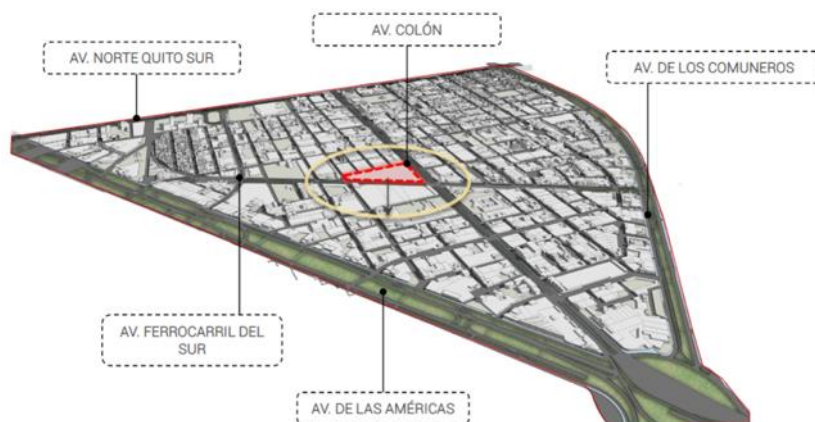 AV. COLÓN
AV. NORTE QUITO SUR
AV. DE LOS COMUNEROS
AV. FERROCARRIL DEL
SUR
AV. DE LAS AMÉRICAS